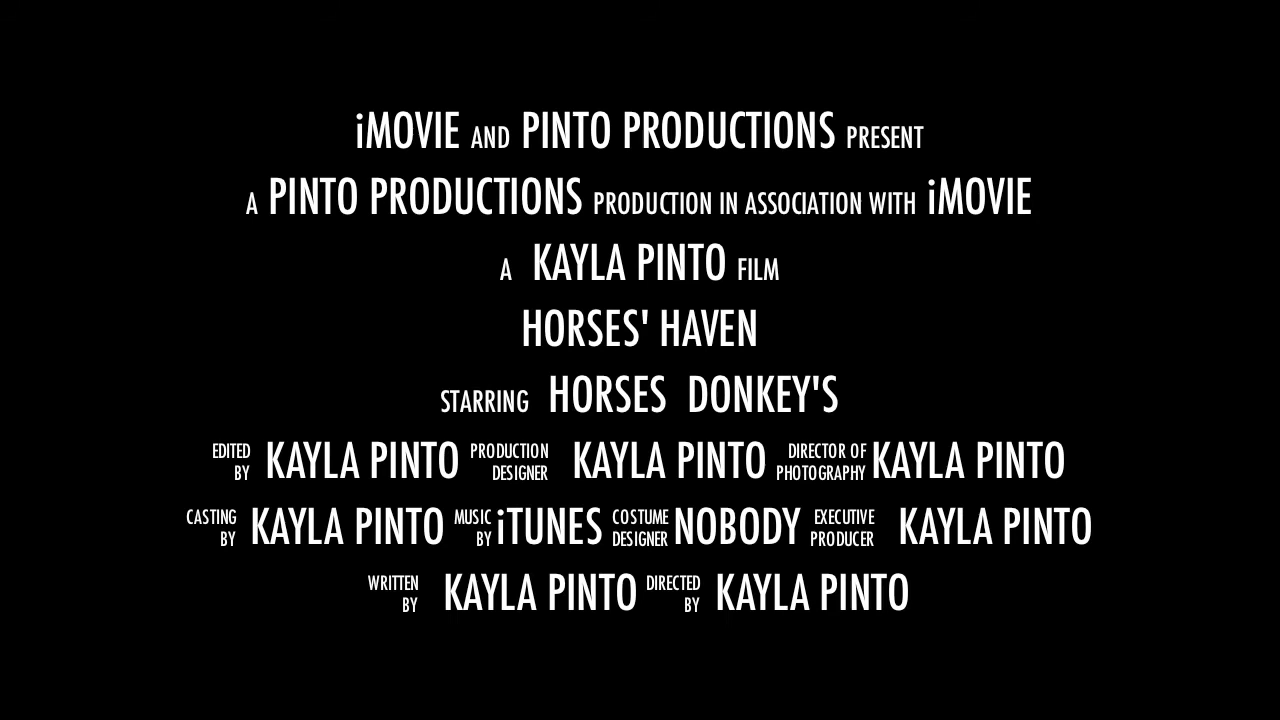 iMOVIE AND PINTO PRODUCTIONS PRESENT
A PINTO PRODUCTIONS PRODUCTION IN ASSOCIATION WITH iMOVIE
A KAYLA PINTO FILM
HORSES' HAVEN
STARRING HORSES DONKEY'S
EDITED BY KAYLA PINTO PRODUCTION DESIGNER KAYLA PINTO DIRECTOR OF PHOTOGRAPHY KAYLA PINTO
CASTING BY KAYLA PINTO MUSIC BY iTUNES COSTUME DESIGNER NOBODY EXECUTIVE PRODUCER KAYLA PINTO
WRITTEN BY KAYLA PINTO DIRECTED BY KAYLA PINTO